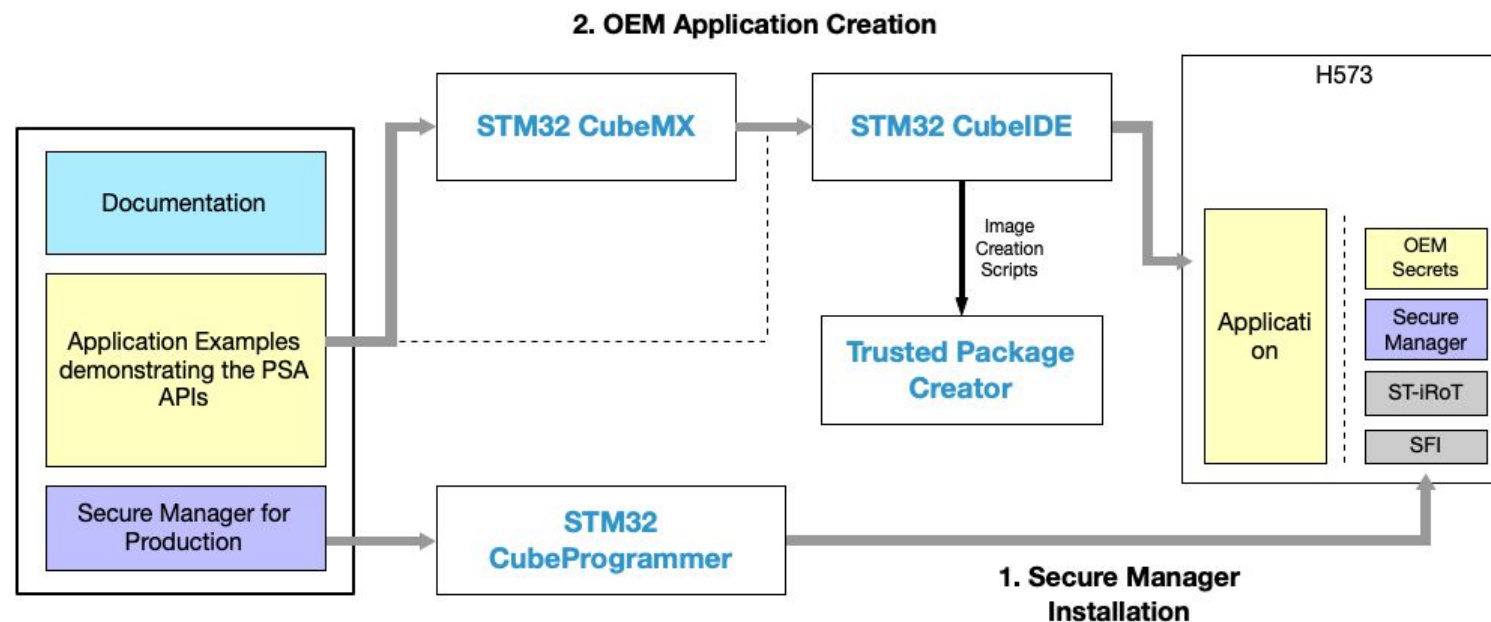 2. OEM Application Creation
H573
STM32 CubeMX
STM32 CubeIDE
Documentation
Image
Creation
Scripts
OEM
Secrets
Application Examples
demonstrating the PSA
APIs
Applicati
on
Secure
Manager
Trusted Package
Creator
ST-iRoT
SFI
Secure Manager for
Production
STM32
CubeProgrammer
1. Secure Manager
Installation